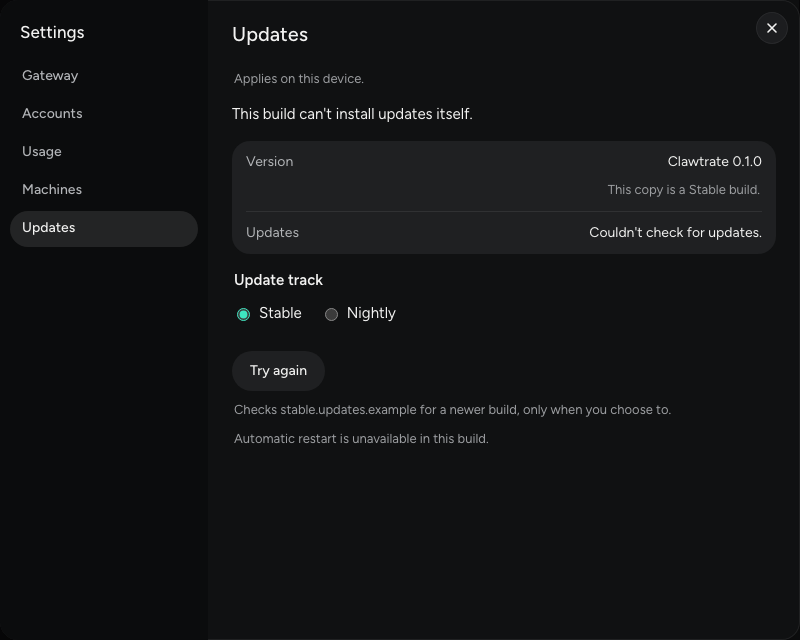 Settings
Gateway
Accounts
Usage
Machines
Updates
Updates
Applies on this device.
This build can't install updates itself.
Version
Clawtrate 0.1.0
This copy is a Stable build.
Updates
Couldn't check for updates.
Update track
Stable
Nightly
Try again
Checks stable.updates.example for a newer build, only when you choose to.
Automatic restart is unavailable in this build.